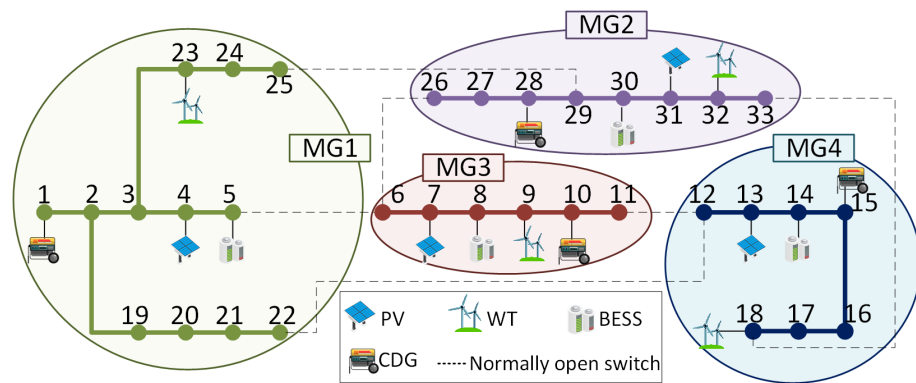 MG2
23 24
25
26 27 28 30
29 31 32 33
MG1
MG3
MG4
1 2 3 4 5
6 7 8 9 10 11
12 13 14 15
19 20 21 22
18 17 16
PV WT BESS
CDG Normally open switch